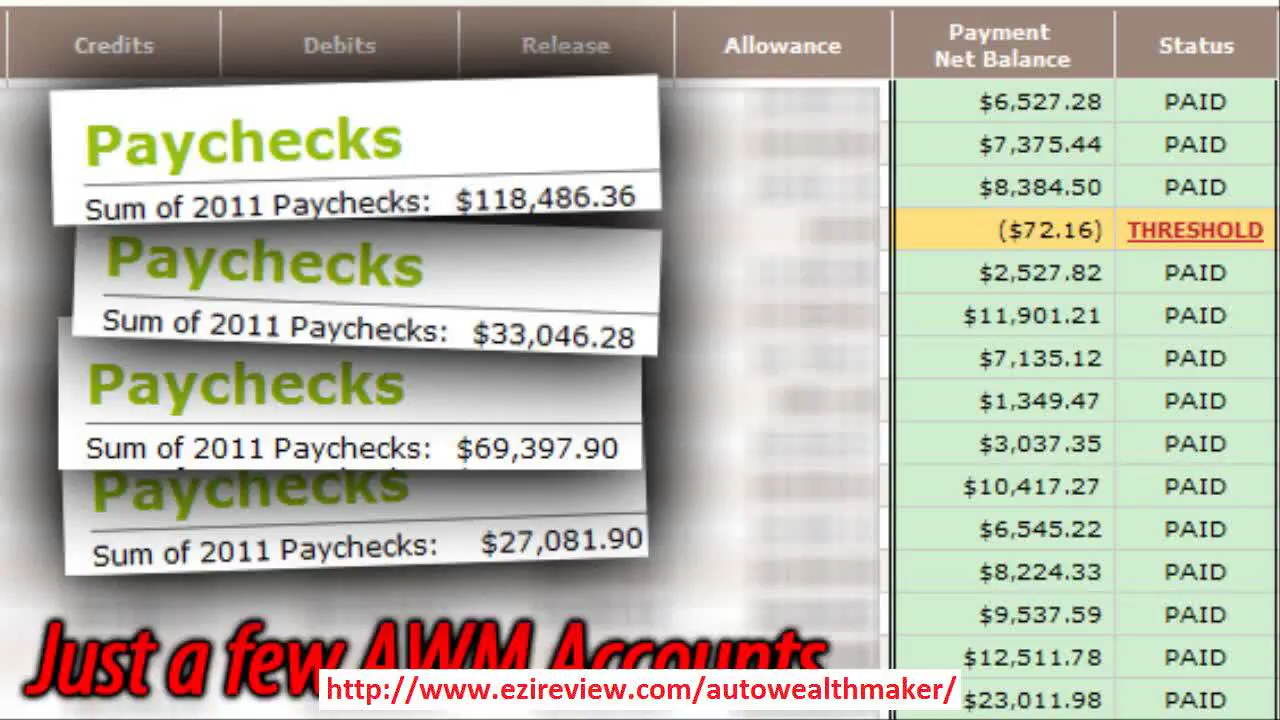 Credits Debits Release Allowance Payment Net Balance Status
Paychecks
Sum of 2011 Paychecks: $118,486.36
Paychecks
Sum of 2011 Paychecks: $33,046.28
Paychecks
Sum of 2011 Paychecks: $69,397.90
Paychecks
Sum of 2011 Paychecks: $27,081.90
$6,527.28 PAID
$7,375.44 PAID
$8,384.50 PAID
($72.16) THRESHOLD
$2,527.82 PAID
$11,901.21 PAID
$7,135.12 PAID
$1,349.47 PAID
$3,037.35 PAID
$10,417.27 PAID
$6,545.22 PAID
$8,224.33 PAID
$9,537.59 PAID
$12,511.78 PAID
$23,011.98 PAID
Just a few AWM Accounts
http://www.ezireview.com/autowealthmaker/